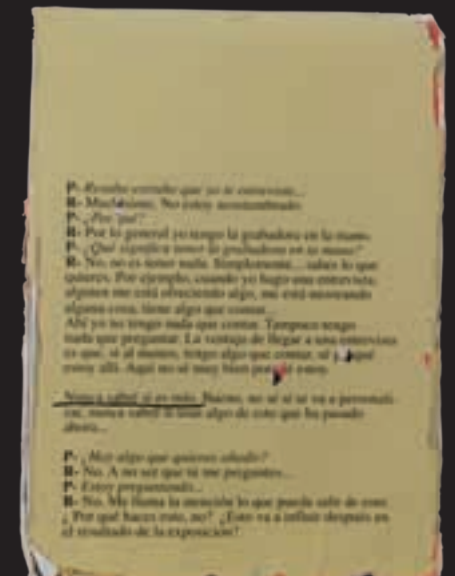 P- Resulta extraño que yo te entreviste...
R- Muchísimo. No estoy acostumbrado
P- ¿Por qué?
R- Por lo general yo tengo la grabadora en la mano.
P- ¿Qué significa tener la grabadora en tu mano?
R- No, no es tener nada. Simplemente... sabes lo que
quieres. Por ejemplo, cuando yo hago una entrevista,
alguien me está ofreciendo algo, me está mostrando
alguna cosa, tiene algo que contar...
Ahí yo no tengo nada que contar. Tampoco tengo
nada que preguntar. La ventaja de llegar a una entrevista
es que, si al menos, tengo algo que contar, sé qué
estoy allí. Aquí no sé muy bien por estoy.
Nunca sabré si es mío. Bueno, no sé si se va a
nunca sabré si algo de esto que ha pasado
ahora...
P- ¿Hay algo que quieras añadir?
R- No. A no ser que tú me preguntes...
P- Estoy preguntando...
R- No. Me llama la atención lo que pueda salir de esto.
¿Por qué haces esto, no? ¿Esto va a influir después en
el resultado de la exposición?